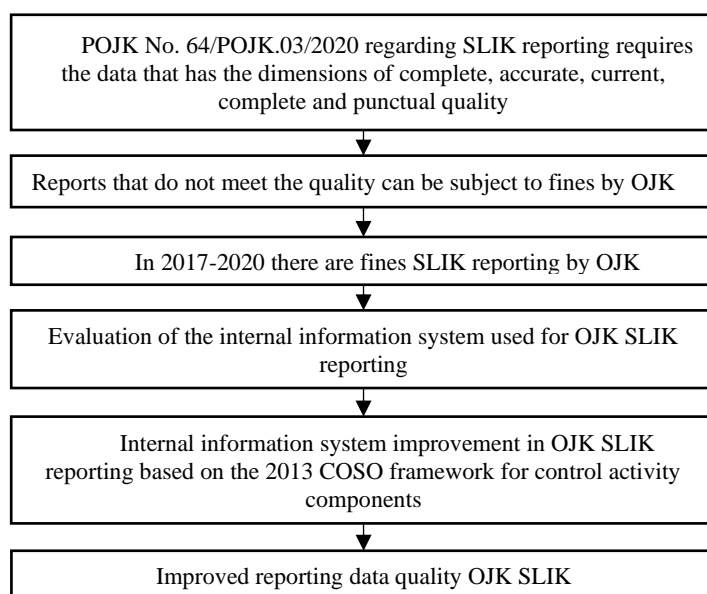 POJK No. 64/POJK.03/2020 regarding SLIK reporting requires
the data that has the dimensions of complete, accurate, current,
complete and punctual quality
Reports that do not meet the quality can be subject to fines by OJK
In 2017-2020 there are fines SLIK reporting by OJK
Evaluation of the internal information system used for OJK SLIK
reporting
Internal information system improvement in OJK SLIK
reporting based on the 2013 COSO framework for control activity
components
Improved reporting data quality OJK SLIK